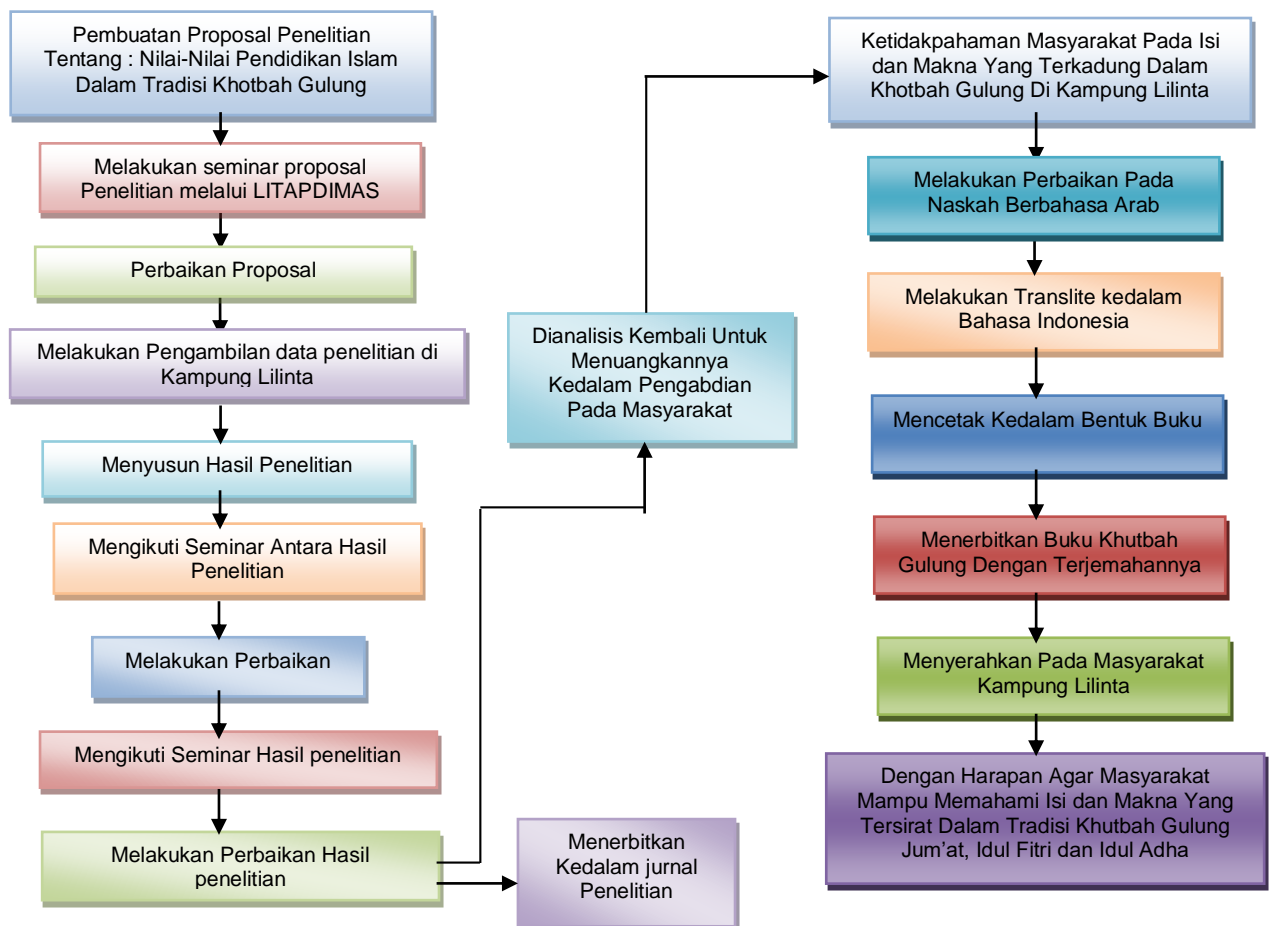 Pembuatan Proposal Penelitian
Tentang : Nilai-Nilai Pendidikan Islam
Dalam Tradisi Khotbah Gulung
Melakukan seminar proposal
Penelitian melalui LITAPDIMAS
Perbaikan Proposal
Melakukan Pengambilan data penelitian di
Kampung Lilinta
Menyusun Hasil Penelitian
Mengikuti Seminar Antara Hasil
Penelitian
Melakukan Perbaikan
Mengikuti Seminar Hasil penelitian
Melakukan Perbaikan Hasil
penelitian
Menerbitkan
Kedalam jurnal
Penelitian
Dianalisis Kembali Untuk
Menuangkannya
Kedalam Pengabdian
Pada Masyarakat
Ketidakpahaman Masyarakat Pada Isi
dan Makna Yang Terkadung Dalam
Khotbah Gulung Di Kampung Lilinta
Melakukan Perbaikan Pada
Naskah Berbahasa Arab
Melakukan Translite kedalam
Bahasa Indonesia
Mencetak Kedalam Bentuk Buku
Menerbitkan Buku Khutbah
Gulung Dengan Terjemahannya
Menyerahkan Pada Masyarakat
Kampung Lilinta
Dengan Harapan Agar Masyarakat
Mampu Memahami Isi dan Makna Yang
Tersirat Dalam Tradisi Khutbah Gulung
Jum’at, Idul Fitri dan Idul Adha